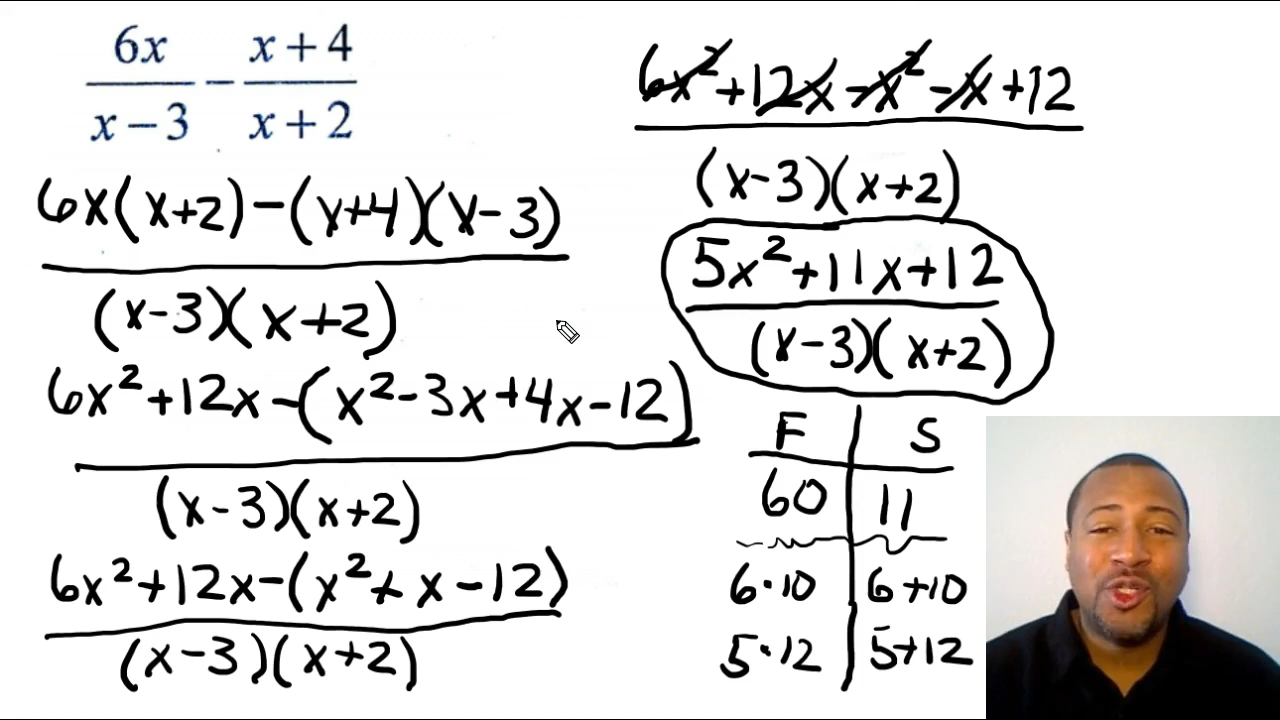 6x / x − 3 − x + 4 / x + 2
6x(x+2)−(x+4)(x−3)
(x−3)(x+2)
6x²+12x−(x²−3x+4x−12)
(x−3)(x+2)
6x²+12x−(x²+x−12)
(x−3)(x+2)
6x²+12x−x²−x+12
(x−3)(x+2)
5x²+11x+12
(x−3)(x+2)
F S
60 11
6·10 6+10
5·12 5+12